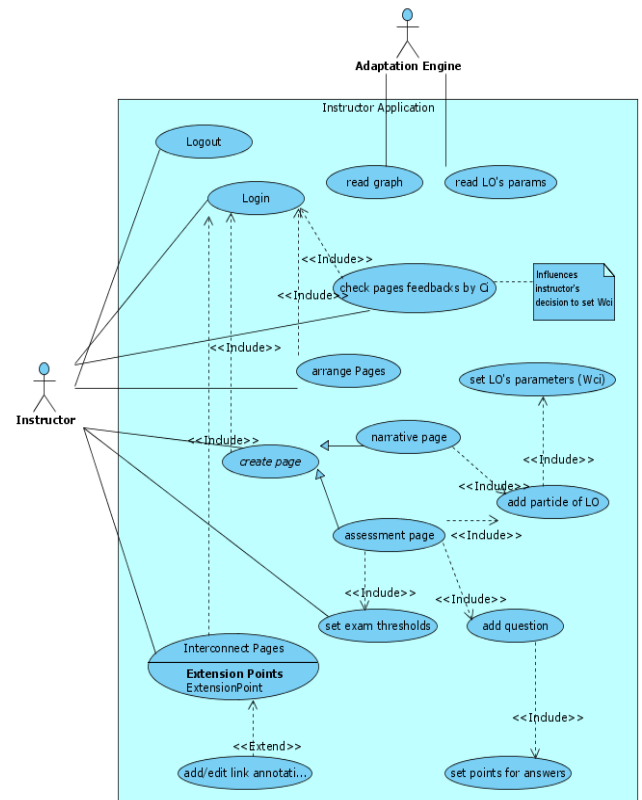 Adaptation Engine
Instructor Application
Logout
read graph
read LO's params
Login
<<Include>>
check pages feedbacks by Ci
Influences
instructor's
decision to set Wci
<<Include>>
<<Include>>
arrange Pages
set LO's parameters (Wci)
Instructor
<<Include>>
narrative page
create page
<<Include>>
<<Include>>
add particle of LO
assessment page
<<Include>>
<<Include>>
<<Include>>
set exam thresholds
add question
Interconnect Pages
Extension Points
ExtensionPoint
<<Include>>
<<Extend>>
add/edit link annotati...
set points for answers